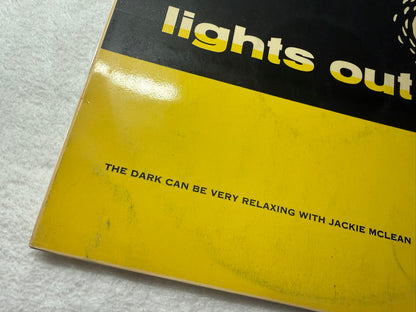 lights out
THE DARK CAN BE VERY RELAXING WITH JACKIE MCLEAN